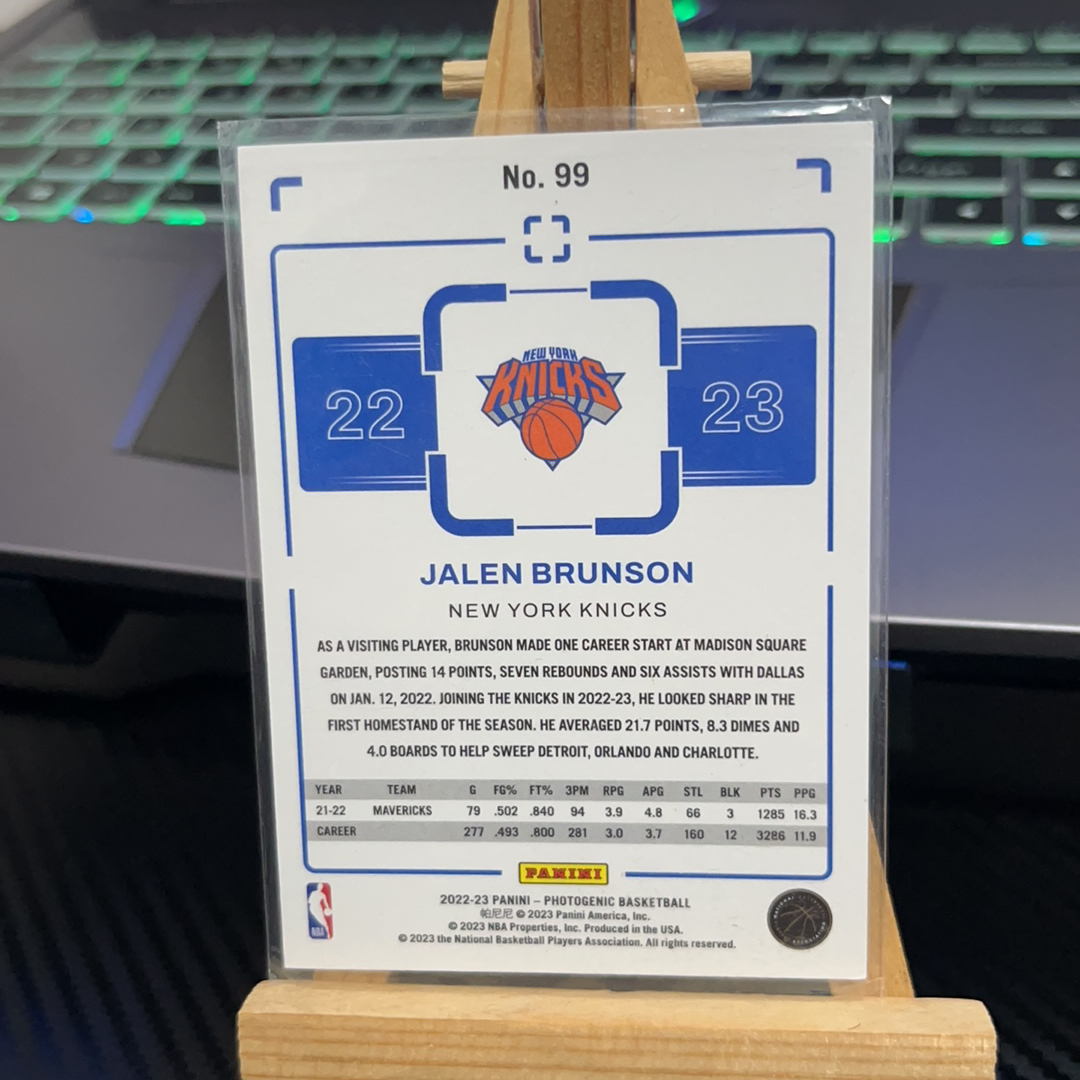 No. 99
22
NEW YORK
KNICKS
23
JALEN BRUNSON
NEW YORK KNICKS
AS A VISITING PLAYER, BRUNSON MADE ONE CAREER START AT MADISON SQUARE
GARDEN, POSTING 14 POINTS, SEVEN REBOUNDS AND SIX ASSISTS WITH DALLAS
ON JAN. 12, 2022. JOINING THE KNICKS IN 2022-23, HE LOOKED SHARP IN THE
FIRST HOMESTAND OF THE SEASON. HE AVERAGED 21.7 POINTS, 8.3 DIMES AND
4.0 BOARDS TO HELP SWEEP DETROIT, ORLANDO AND CHARLOTTE.
YEAR TEAM G FG% FT% 3PM RPG APG STL BLK PTS PPG
21-22 MAVERICKS 79 .502 .840 94 3.9 4.8 66 3 1285 16.3
CAREER 277 .493 .800 281 3.0 3.7 160 12 3286 11.9
PANINI
2022-23 PANINI – PHOTOGENIC BASKETBALL
帕尼尼 © 2023 Panini America, Inc.
© 2023 NBA Properties, Inc. Produced in the USA.
© 2023 the National Basketball Players Association. All rights reserved.
NBA